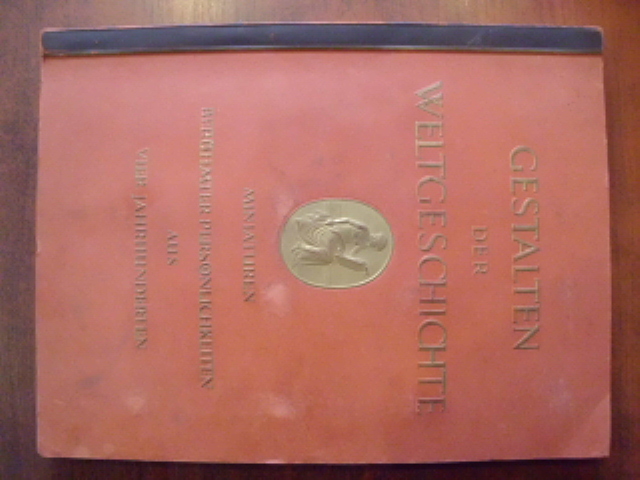 GESTALTEN
DER
WELTGESCHICHTE
MINIATUREN
BERÜHMTER PERSÖNLICHKEITEN
AUS
VIER JAHRHUNDERTEN